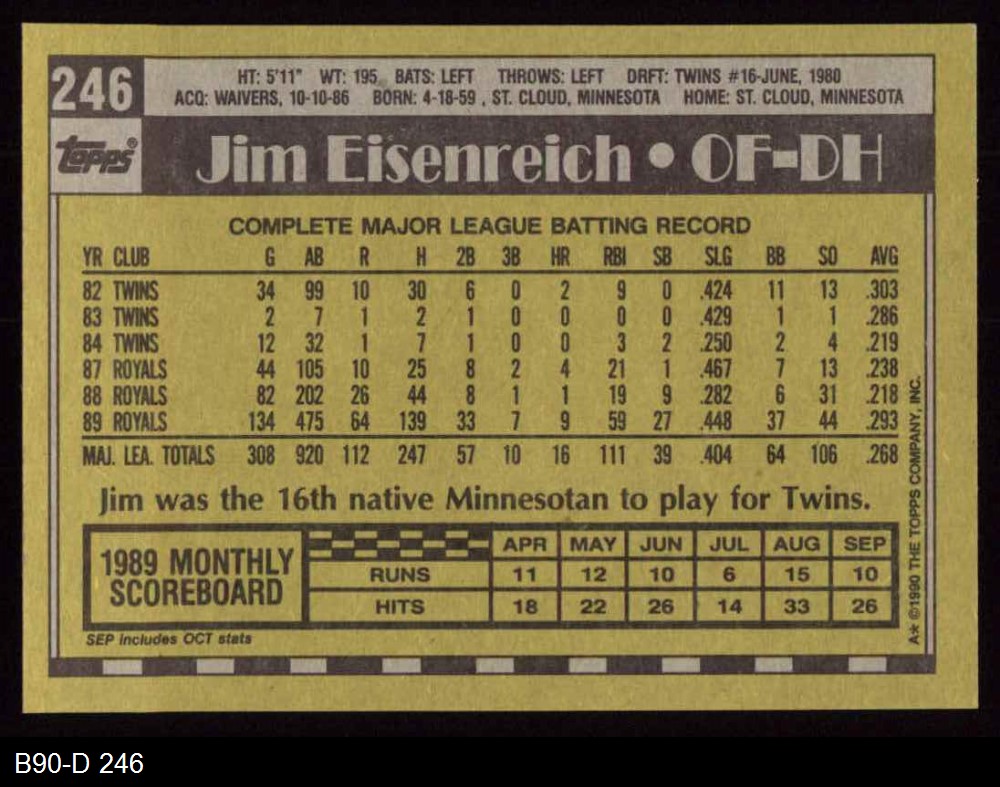 246
HT: 5'11" WT: 195 BATS: LEFT THROWS: LEFT DRFT: TWINS #16-JUNE, 1980
ACQ: WAIVERS, 10-10-86 BORN: 4-18-59, ST. CLOUD, MINNESOTA HOME: ST. CLOUD, MINNESOTA
topps®
Jim Eisenreich • OF-DH
COMPLETE MAJOR LEAGUE BATTING RECORD
YR CLUB G AB R H 2B 3B HR RBI SB SLG BB SO AVG
82 TWINS 34 99 10 30 6 0 2 9 0 .424 11 13 .303
83 TWINS 2 7 1 2 1 0 0 0 0 .429 1 1 .286
84 TWINS 12 32 1 7 1 0 0 3 2 .250 2 4 .219
87 ROYALS 44 105 10 25 8 2 4 21 1 .467 7 13 .238
88 ROYALS 82 202 26 44 8 1 1 19 9 .282 6 31 .218
89 ROYALS 134 475 64 139 33 7 9 59 27 .448 37 44 .293
MAJ. LEA. TOTALS 308 920 112 247 57 10 16 111 39 .404 64 106 .268
Jim was the 16th native Minnesotan to play for Twins.
1989 MONTHLY
SCOREBOARD
APR MAY JUN JUL AUG SEP
RUNS 11 12 10 6 15 10
HITS 18 22 26 14 33 26
SEP includes OCT stats
A* ©1990 THE TOPPS COMPANY, INC.
B90-D 246